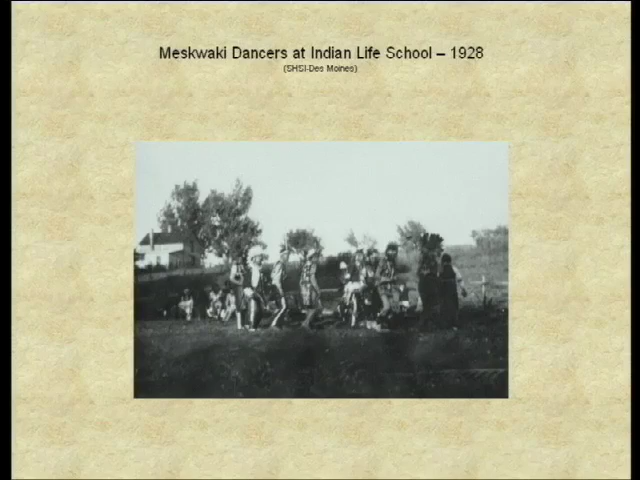 Meskwaki Dancers at Indian Life School – 1928
(SHSI-Des Moines)